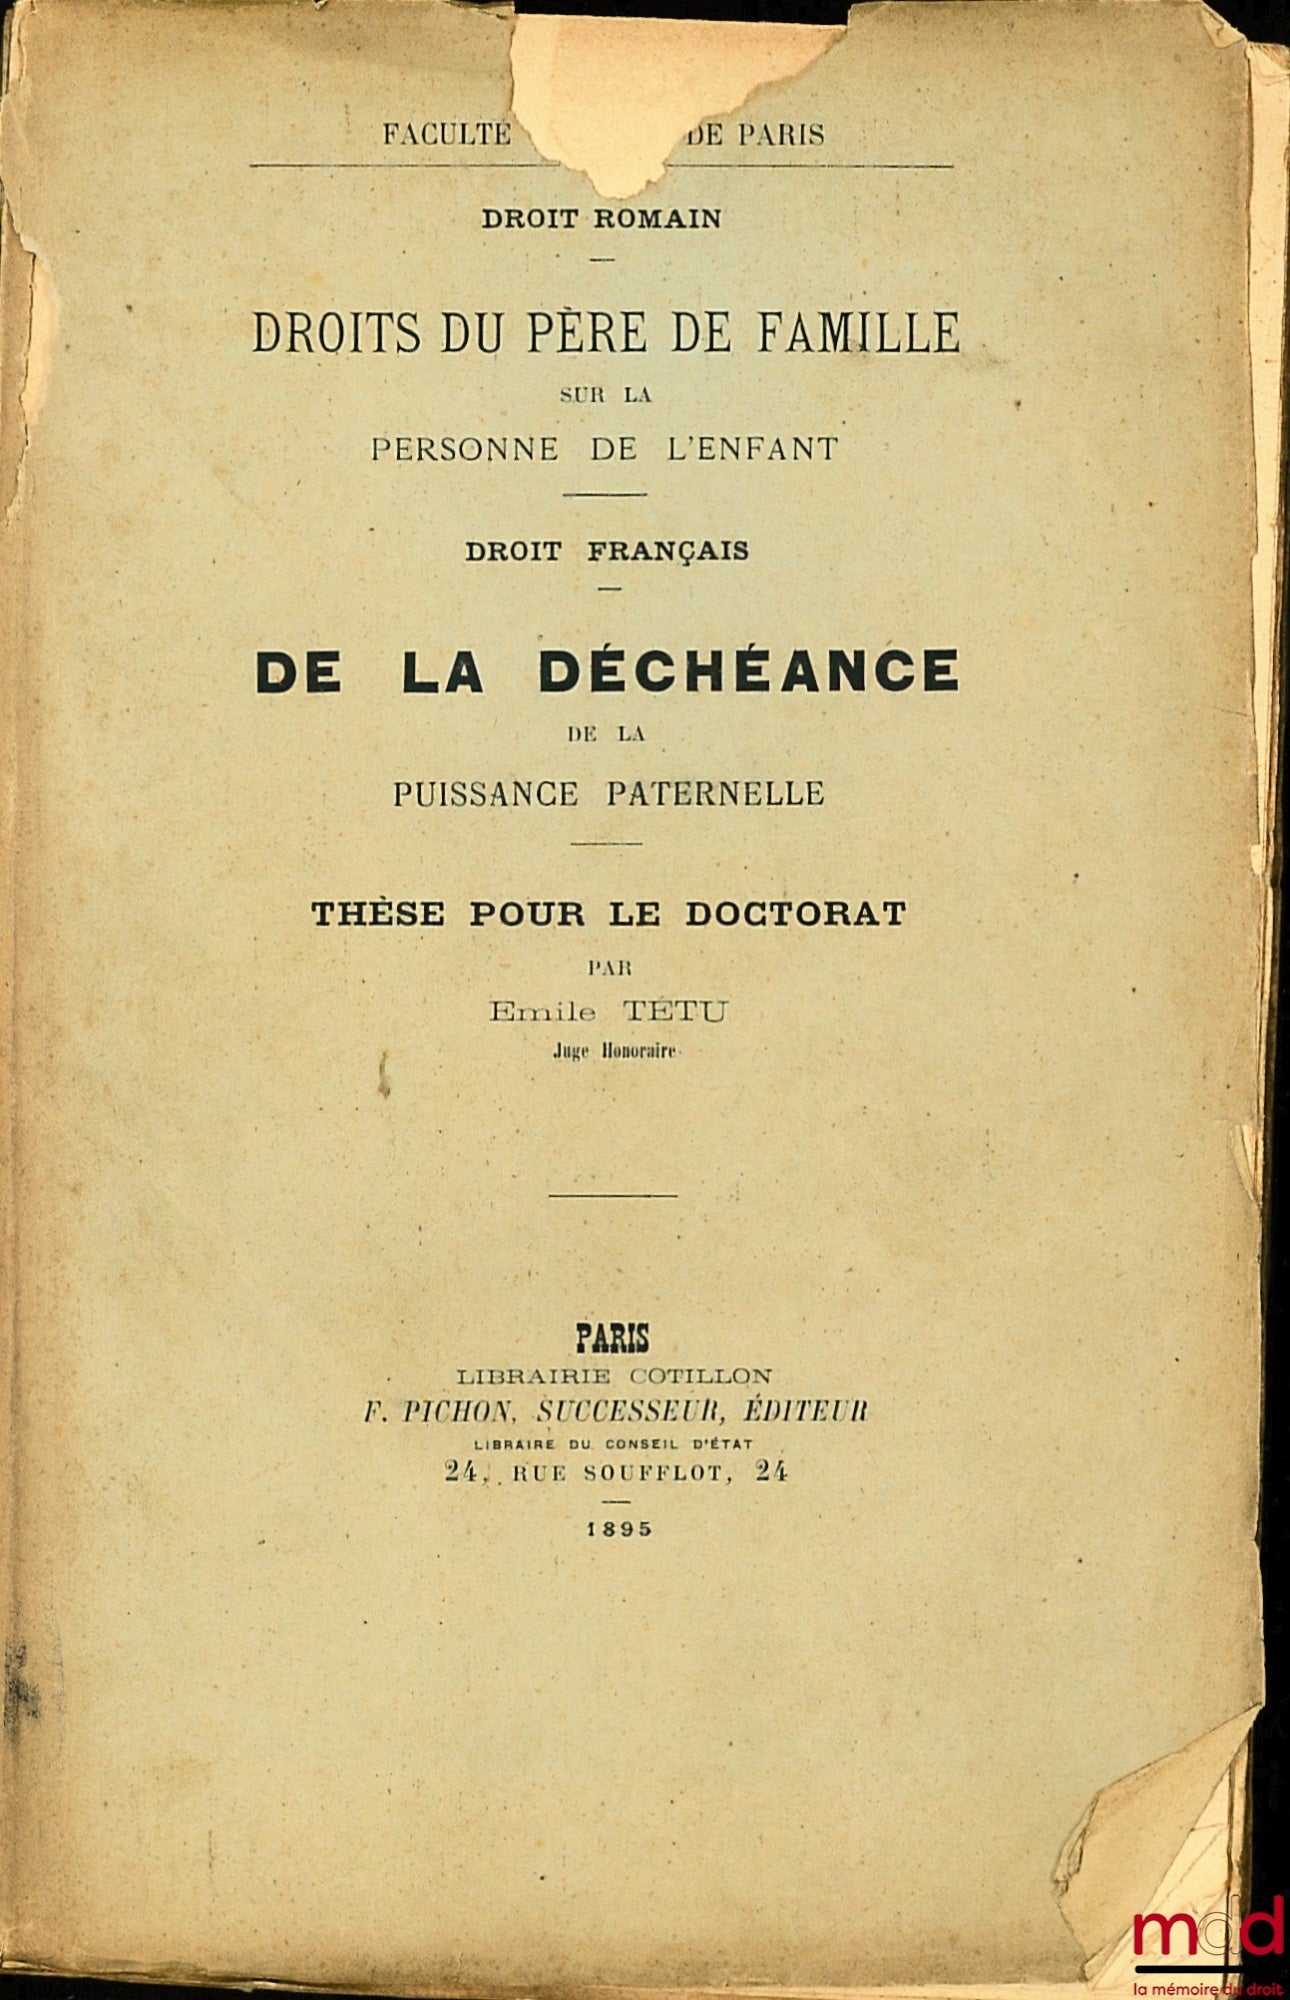 FACULTÉ DE PARIS
DROIT ROMAIN
DROITS DU PÈRE DE FAMILLE
SUR LA
PERSONNE DE L'ENFANT
DROIT FRANÇAIS
DE LA DÉCHÉANCE
DE LA
PUISSANCE PATERNELLE
THÈSE POUR LE DOCTORAT
PAR
Emile TÉTU
Juge Honoraire
PARIS
LIBRAIRIE COTILLON
F. PICHON, SUCCESSEUR, ÉDITEUR
LIBRAIRE DU CONSEIL D'ÉTAT
24, RUE SOUFFLOT, 24
1895
mdd
la mémoire du droit